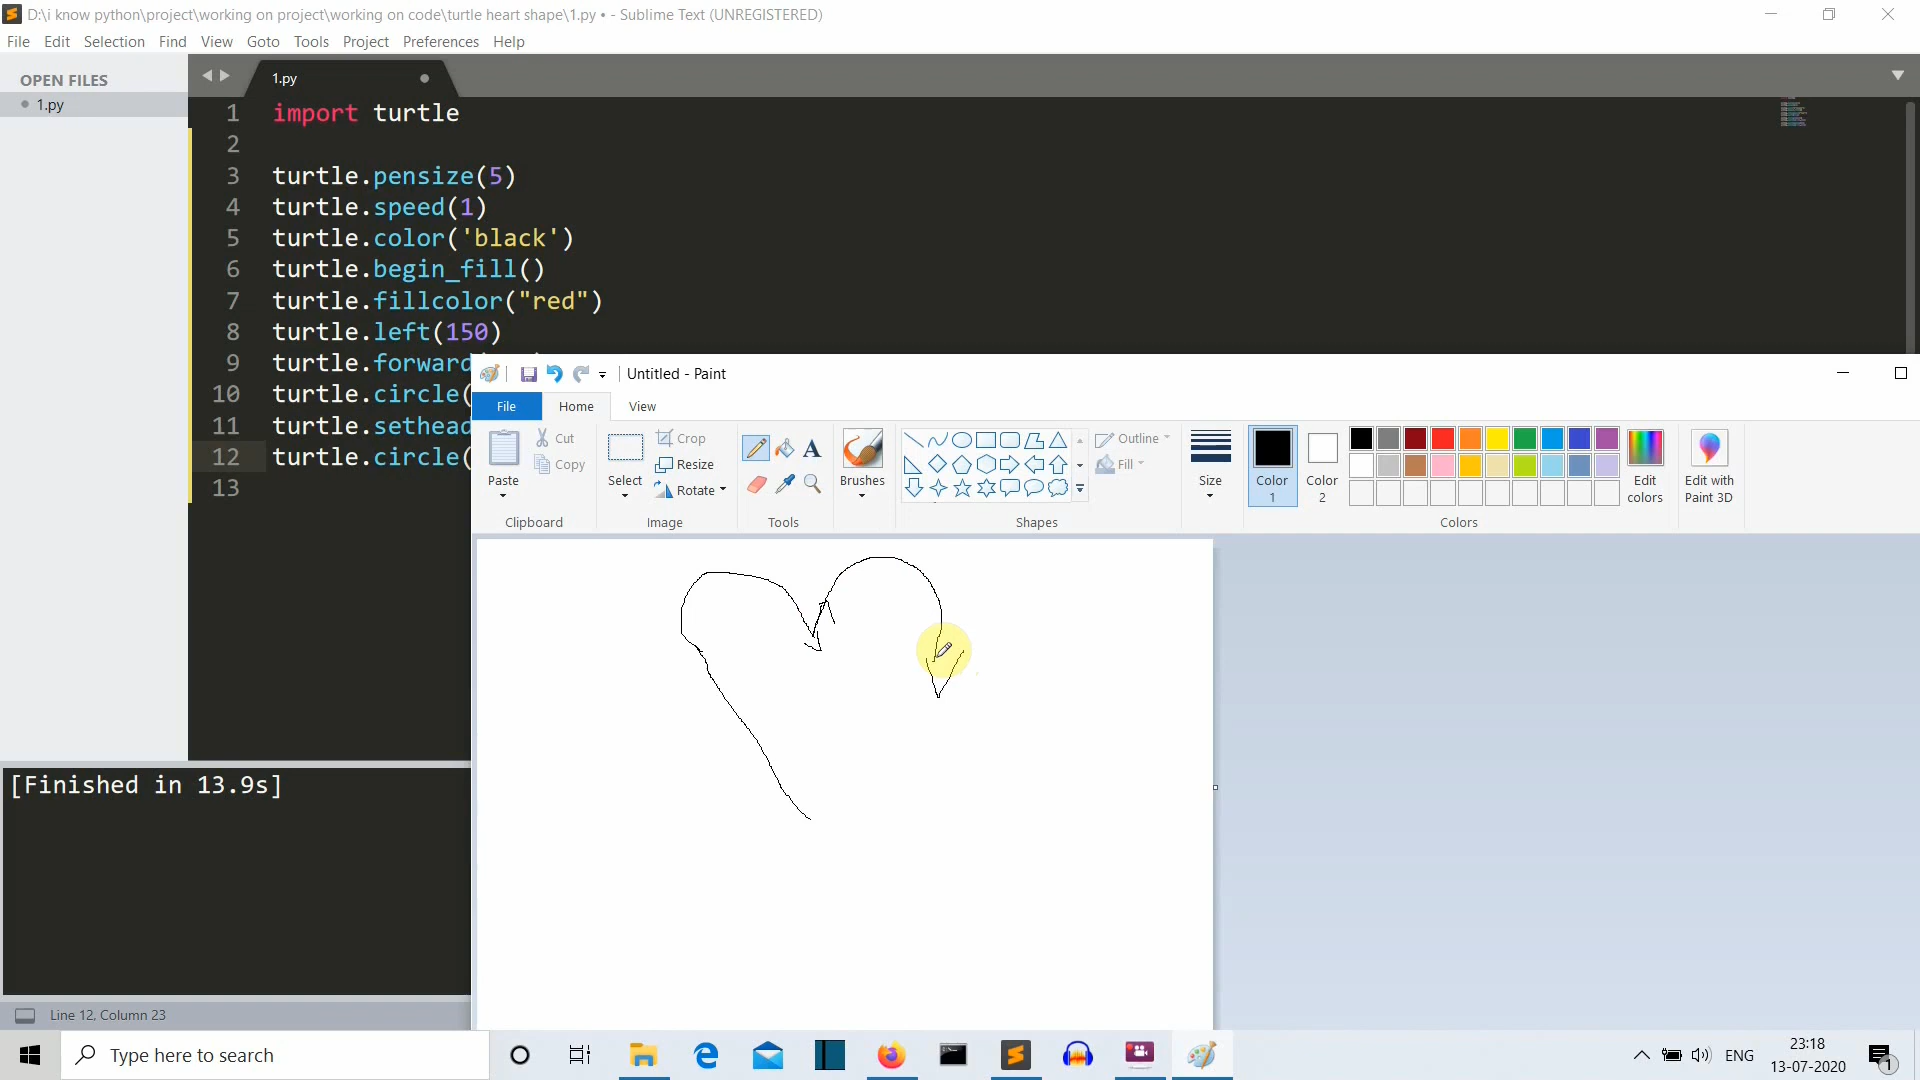 D:\i know python\project\working on project\working on code\turtle heart shape\1.py • - Sublime Text (UNREGISTERED)
File Edit Selection Find View Goto Tools Project Preferences Help
OPEN FILES
1.py
1.py
1 import turtle
2
3 turtle.pensize(5)
4 turtle.speed(1)
5 turtle.color('black')
6 turtle.begin_fill()
7 turtle.fillcolor("red")
8 turtle.left(150)
9 turtle.forward
10 turtle.circle(
11 turtle.sethead
12 turtle.circle(
13
Untitled - Paint
File Home View
Paste
Cut
Copy
Clipboard
Select
Crop
Resize
Rotate
Image
Tools
Brushes
Outline
Fill
Shapes
Size
Color 1
Color 2
Edit colors
Colors
Edit with Paint 3D
[Finished in 13.9s]
Line 12, Column 23
Type here to search
ENG
23:18
13-07-2020
1